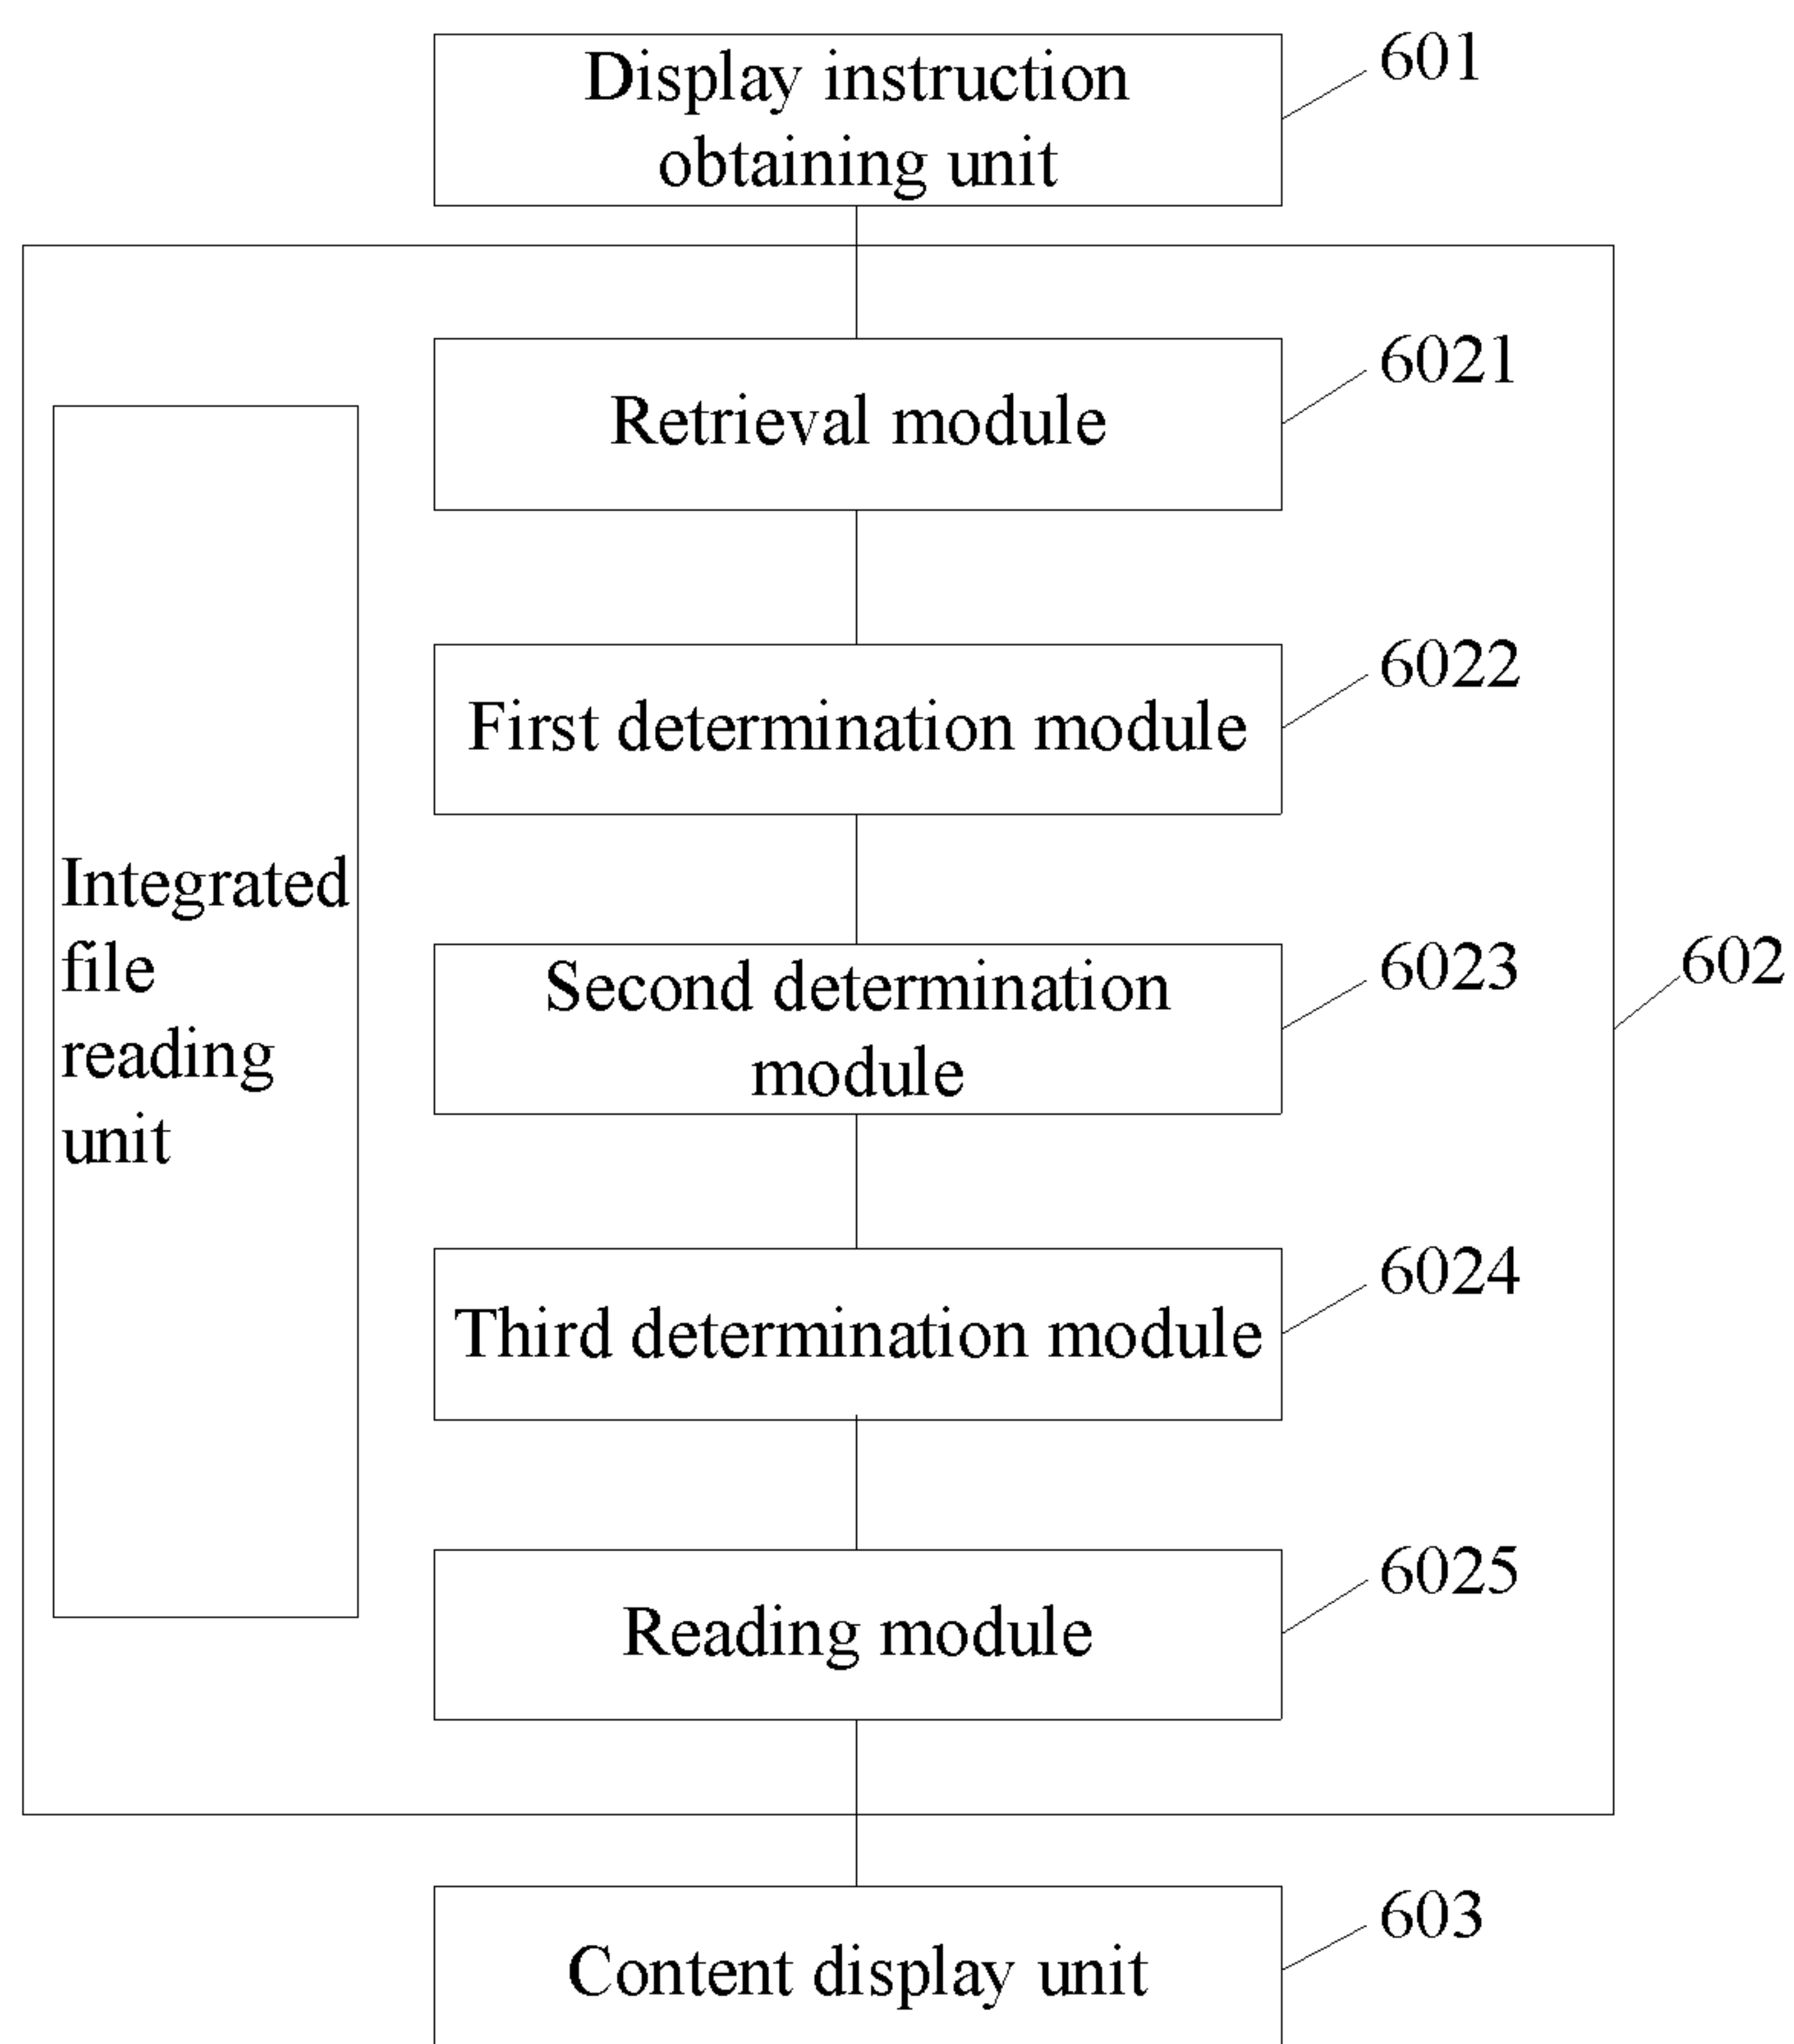 Display instruction
obtaining unit
601
Retrieval module
6021
First determination module
6022
Integrated
file
reading
unit
Second determination
module
6023
602
Third determination module
6024
Reading module
6025
Content display unit
603